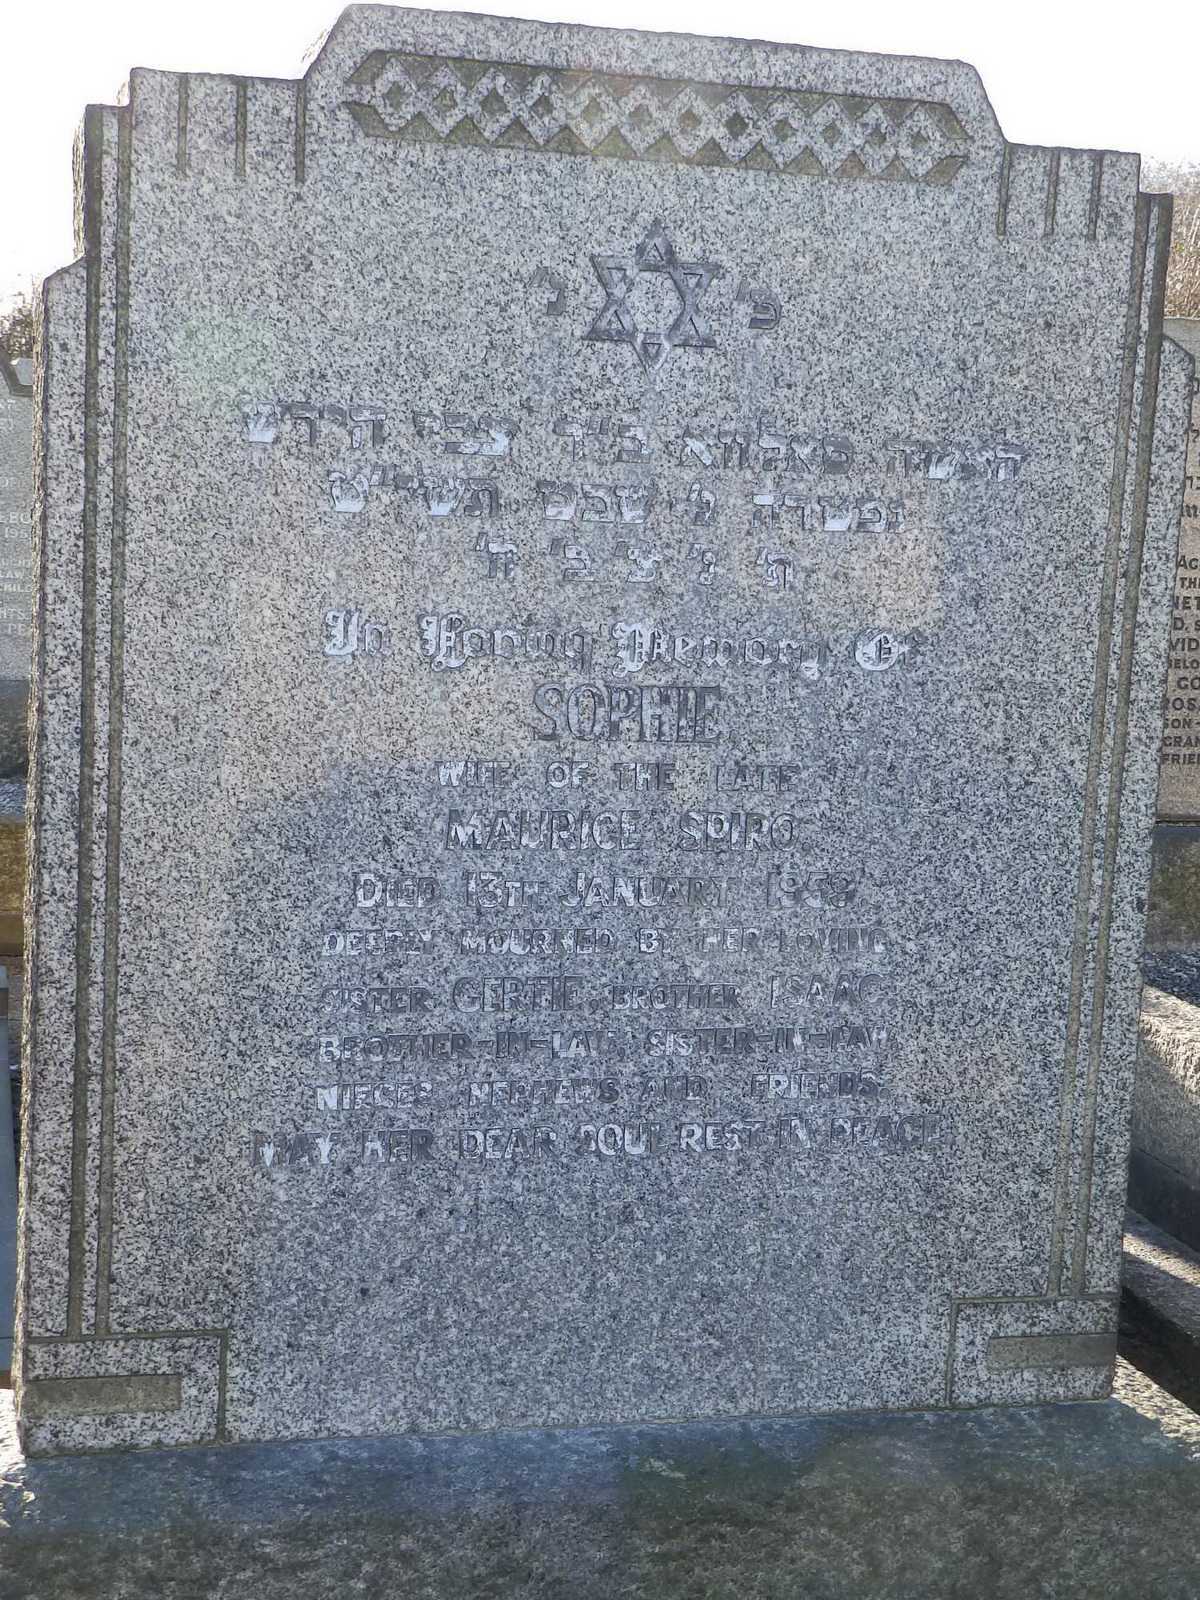 פ׳ נ׳
האשה פאלווא ב״ר צבי הירש
נפטרה שבט תשי״ט
ת׳ נ׳ צ׳ ב׳ ה׳
In Loving Memory Of
SOPHIE
WIFE OF THE LATE
MAURICE SPIRO.
DIED 13TH JANUARY 1959
DEEPLY MOURNED BY HER LOVING
SISTER GERTIE, BROTHER ISAAC,
BROTHER-IN-LAW, SISTER-IN-LAW,
NIECES, NEPHEWS AND FRIENDS.
MAY HER DEAR SOUL REST IN PEACE.